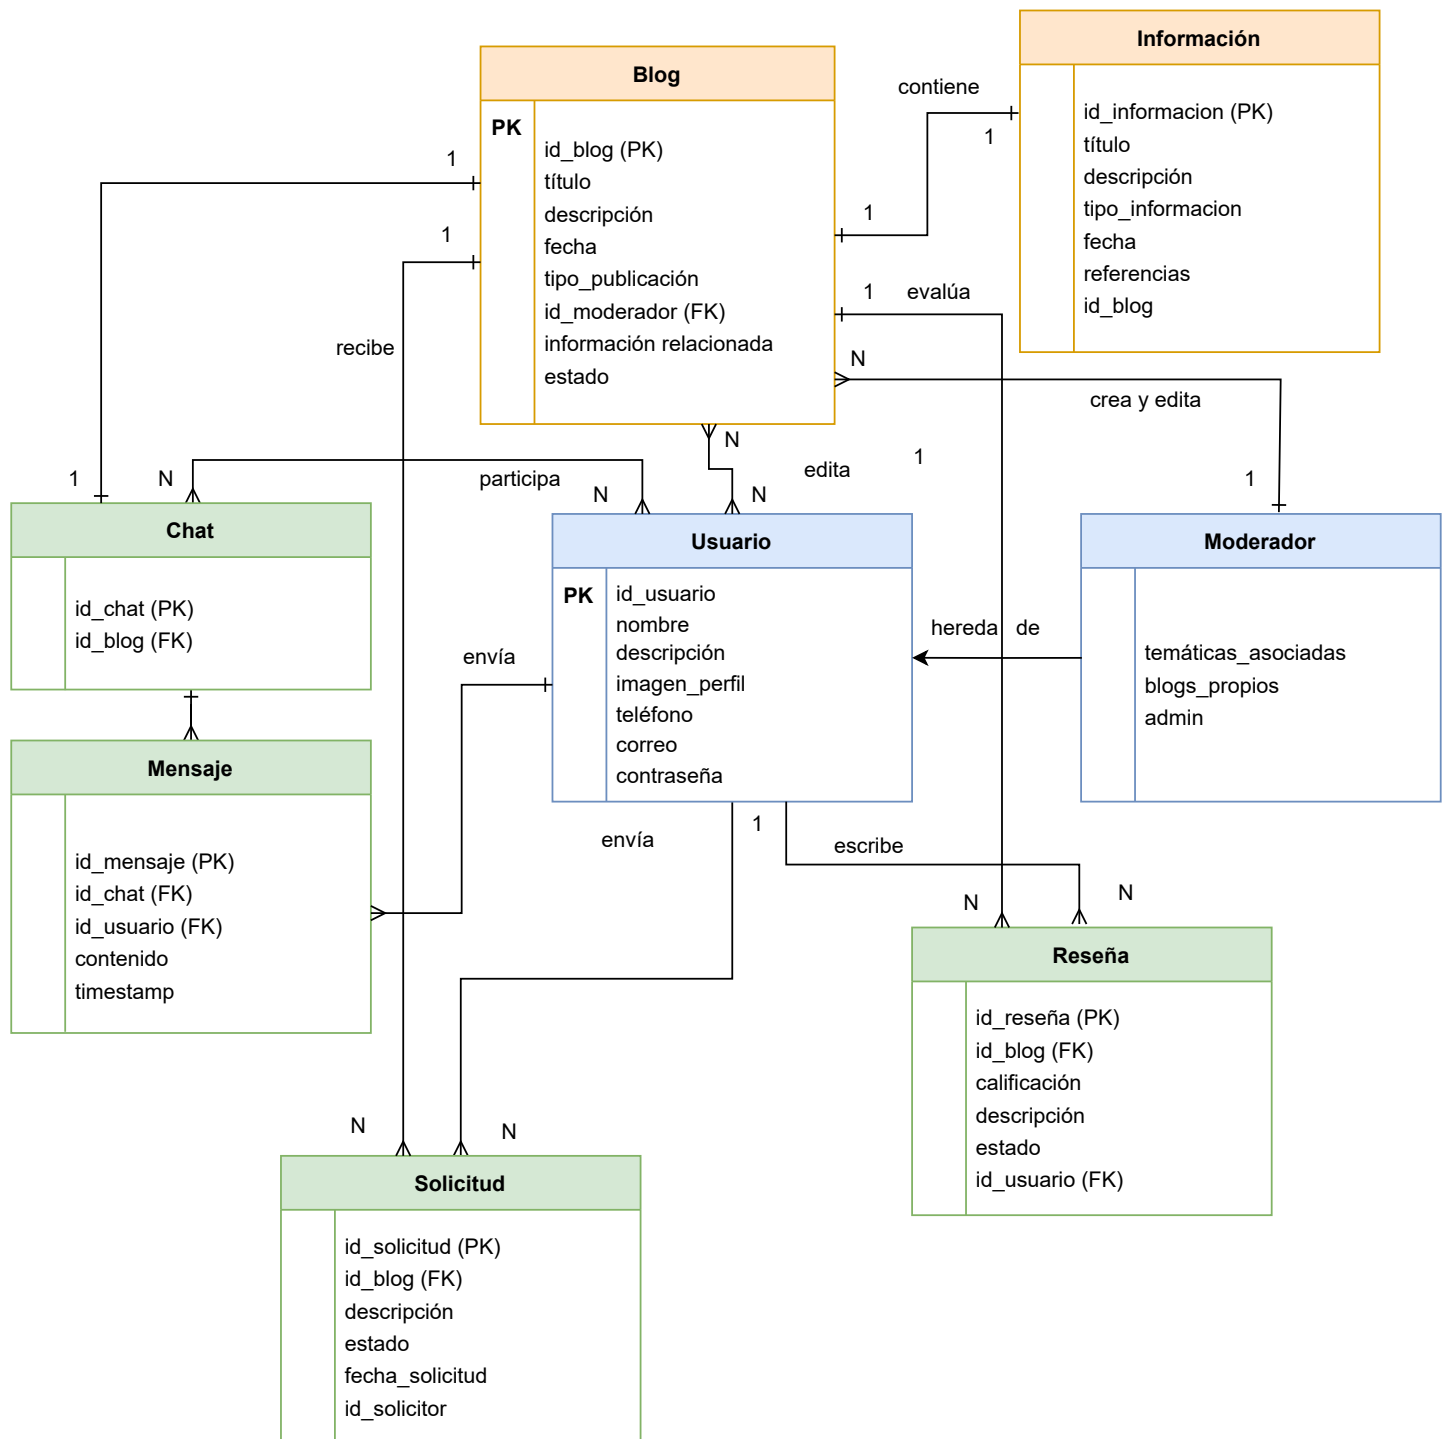 Información
id_informacion (PK)
título
descripción
tipo_informacion
fecha
referencias
id_blog
Blog
PK
id_blog (PK)
título
descripción
fecha
tipo_publicación
id_moderador (FK)
información relacionada
estado
contiene
1
1
1
1
recibe
1
evalúa
N
crea y edita
1
N
edita
1
N
participa
N
N
1
Chat
id_chat (PK)
id_blog (FK)
Usuario
PK
id_usuario
nombre
descripción
imagen_perfil
teléfono
correo
contraseña
Moderador
temáticas_asociadas
blogs_propios
admin
hereda de
envía
Mensaje
id_mensaje (PK)
id_chat (FK)
id_usuario (FK)
contenido
timestamp
envía
1
escribe
N
N
Reseña
id_reseña (PK)
id_blog (FK)
calificación
descripción
estado
id_usuario (FK)
N
N
Solicitud
id_solicitud (PK)
id_blog (FK)
descripción
estado
fecha_solicitud
id_solicitor